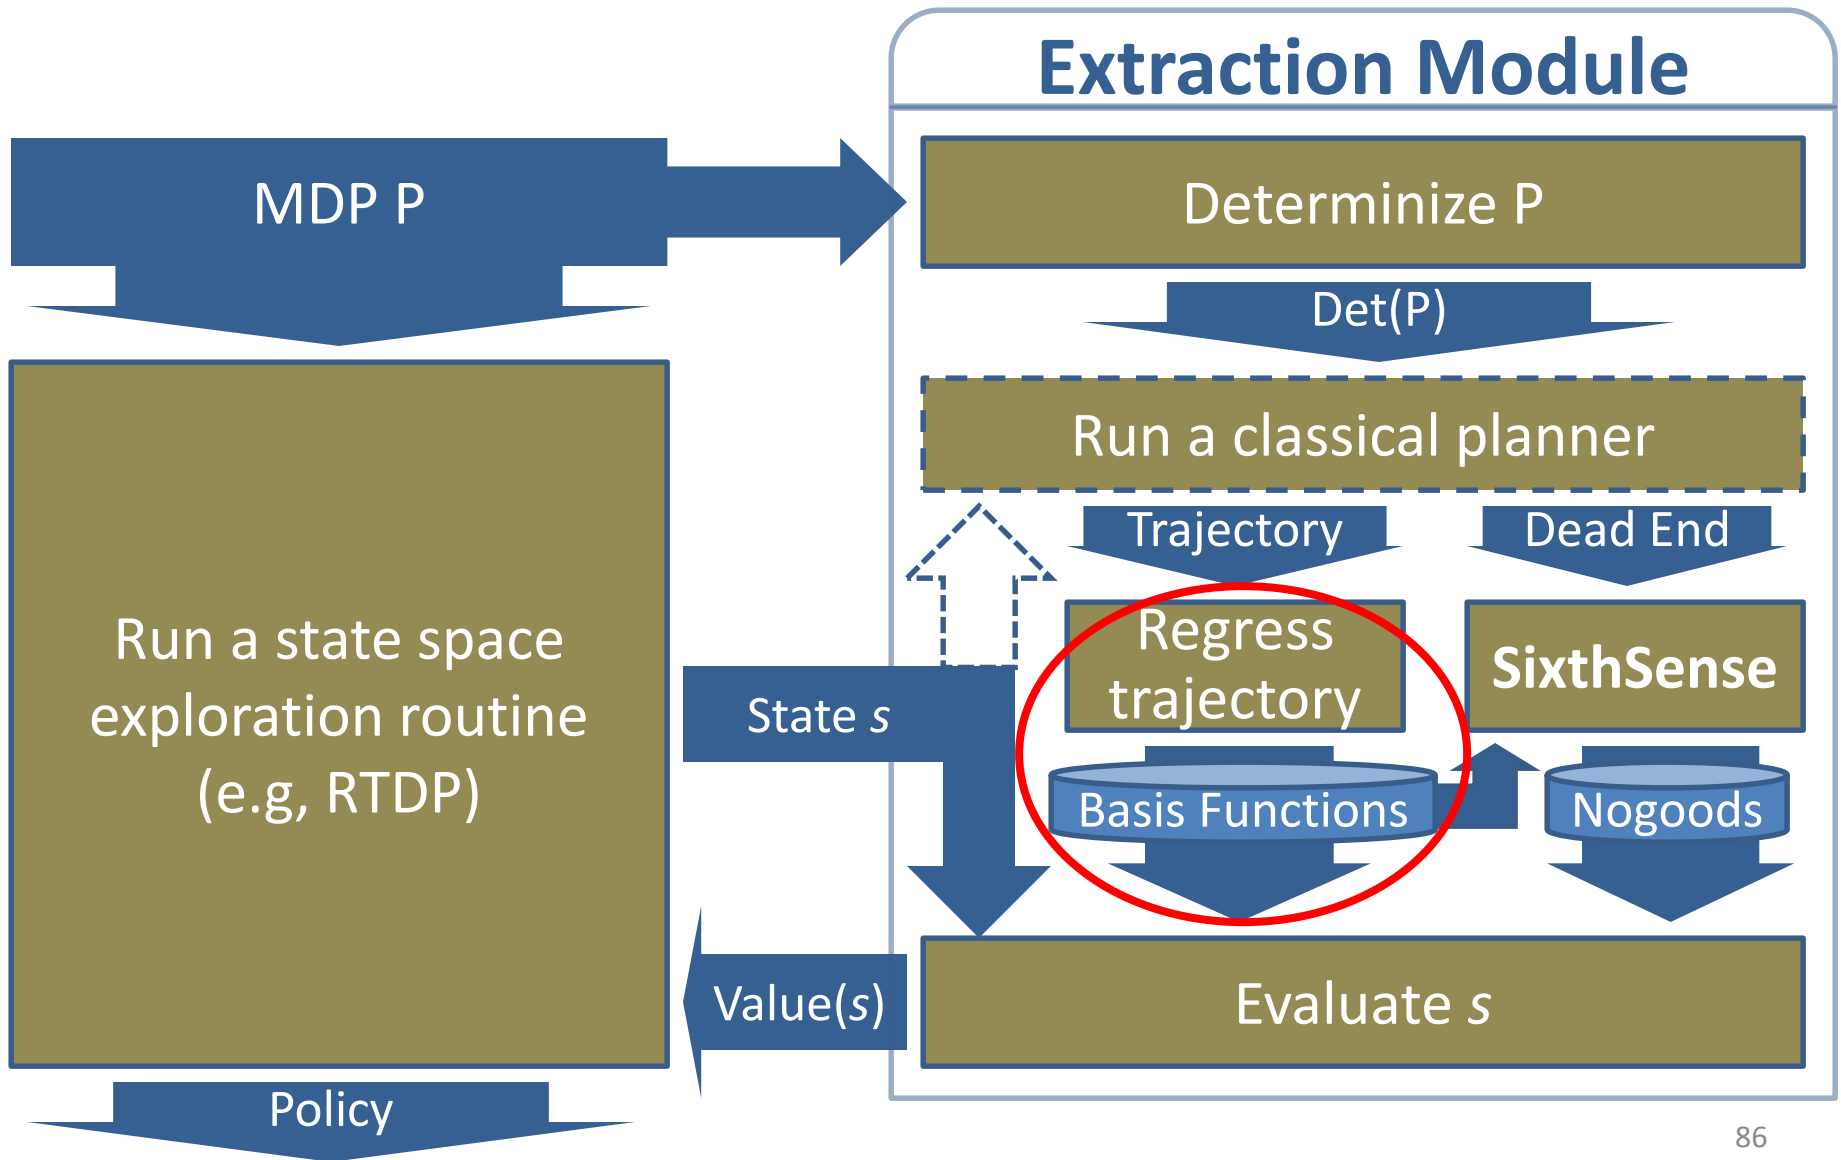 Extraction Module
MDP P
Determinize P
Det(P)
Run a classical planner
Trajectory
Dead End
Run a state space
exploration routine
(e.g, RTDP)
State s
Regress
trajectory
SixthSense
Basis Functions
Nogoods
Value(s)
Evaluate s
Policy
86